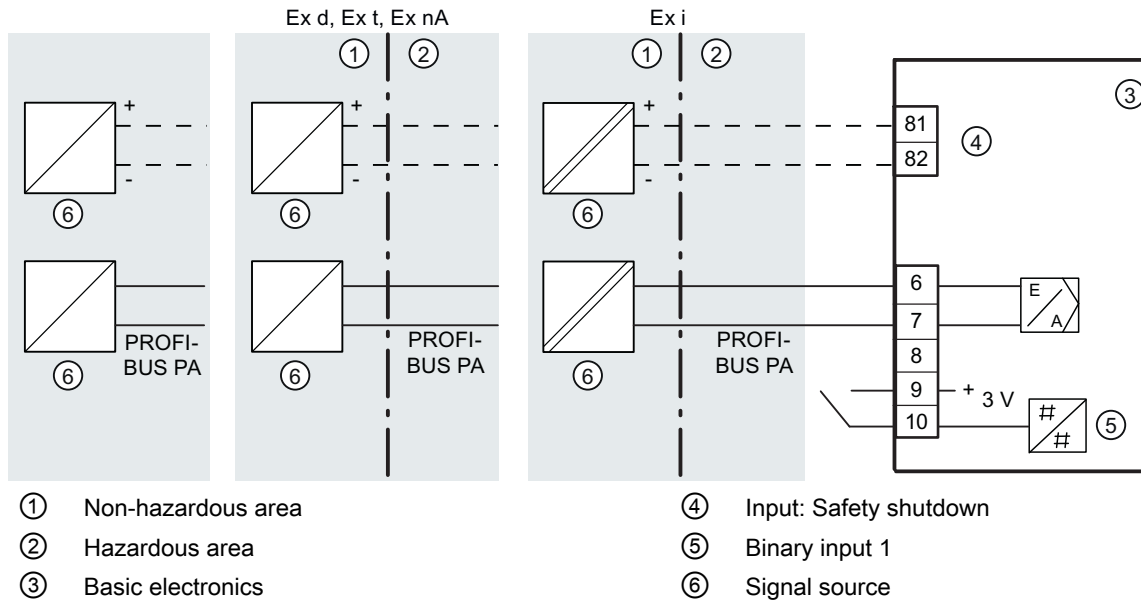 Ex d, Ex t, Ex nA
Ex i
① ②
① ②
③
+
+
+
81
④
82
-
-
-
⑥
⑥
⑥
6
E
A
7
PROFI-
BUS PA
PROFI-
BUS PA
PROFI-
BUS PA
8
9
+ 3 V
10
#
#
⑤
⑥
⑥
⑥
① Non-hazardous area
② Hazardous area
③ Basic electronics
④ Input: Safety shutdown
⑤ Binary input 1
⑥ Signal source